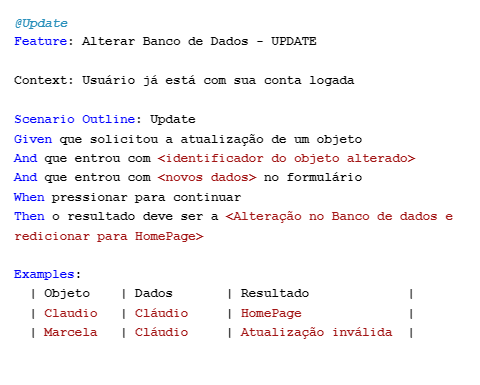 @Update
Feature: Alterar Banco de Dados - UPDATE
Context: Usuário já está com sua conta logada
Scenario Outline: Update
Given que solicitou a atualização de um objeto
And que entrou com <identificador do objeto alterado>
And que entrou com <novos dados> no formulário
When pressionar para continuar
Then o resultado deve ser a <Alteração no Banco de dados e
redicionar para HomePage>
Examples:
| Objeto | Dados | Resultado |
| Claudio | Cláudio | HomePage |
| Marcela | Cláudio | Atualização inválida |